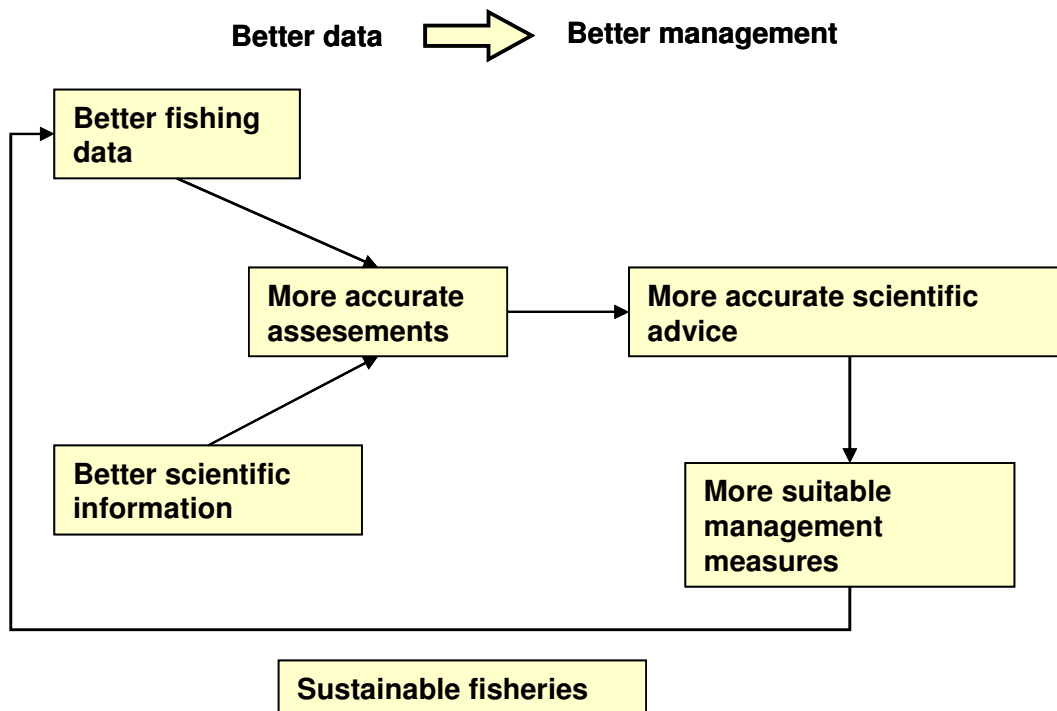 Better data
Better management
Better fishing
data
More accurate
assesements
More accurate scientific
advice
Better scientific
information
More suitable
management
measures
Sustainable fisheries